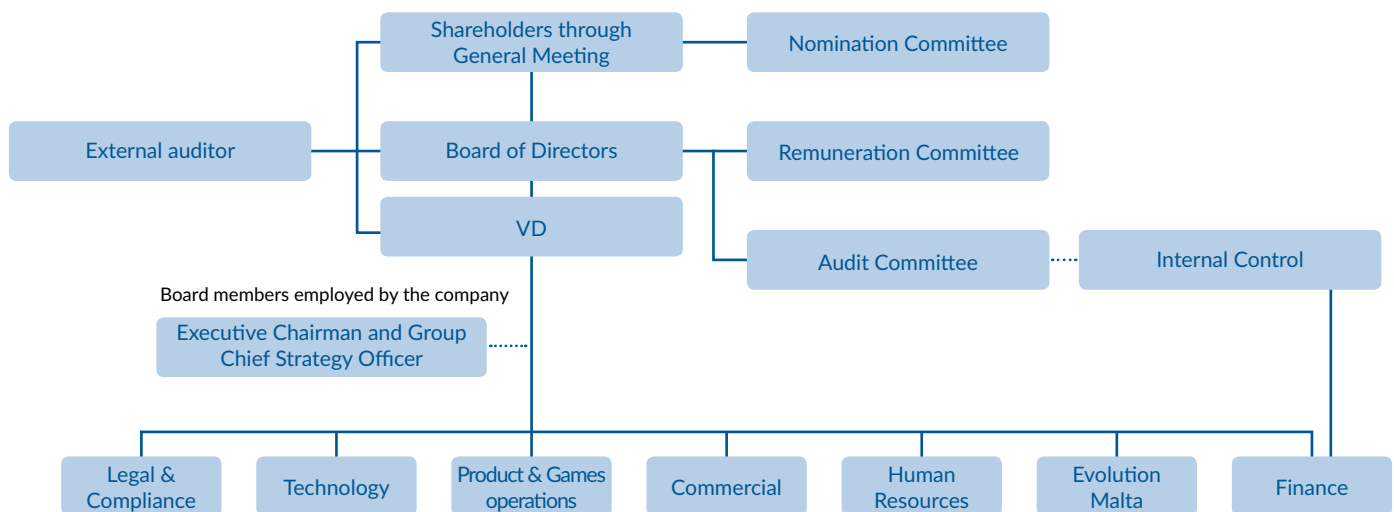 Shareholders through
General Meeting
Nomination Committee
External auditor
Board of Directors
Remuneration Committee
VD
Audit Committee
Internal Control
Board members employed by the company
Executive Chairman and Group
Chief Strategy Officer
Legal &
Compliance
Technology
Product & Games
operations
Commercial
Human
Resources
Evolution
Malta
Finance